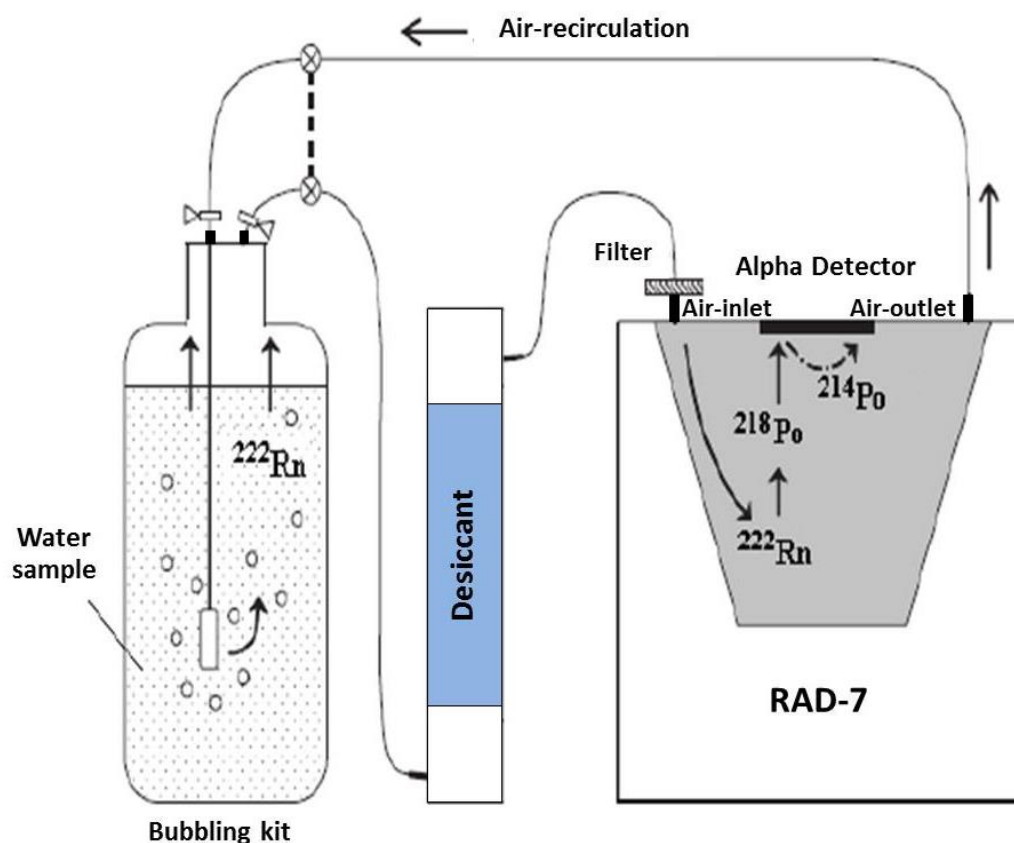 Air-recirculation
Filter
Alpha Detector
Air-inlet
Air-outlet
²¹⁴Po
²¹⁸Po
²²²Rn
²²²Rn
Water
sample
Desiccant
RAD-7
Bubbling kit